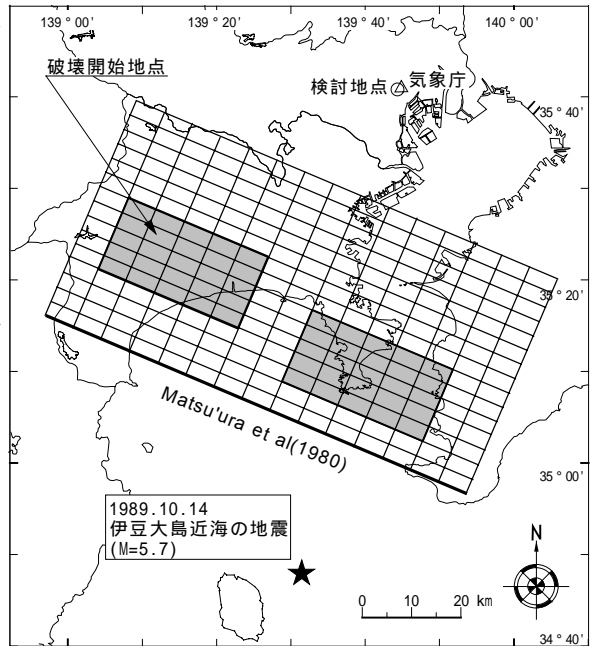 139°00' 139°20' 139°40' 140°00'
破壊開始地点
検討地点 気象庁
35°40'
35°20'
Matsu'ura et al(1980)
35°00'
1989.10.14
伊豆大島近海の地震
(M=5.7)
N
0 10 20 km
34°40'